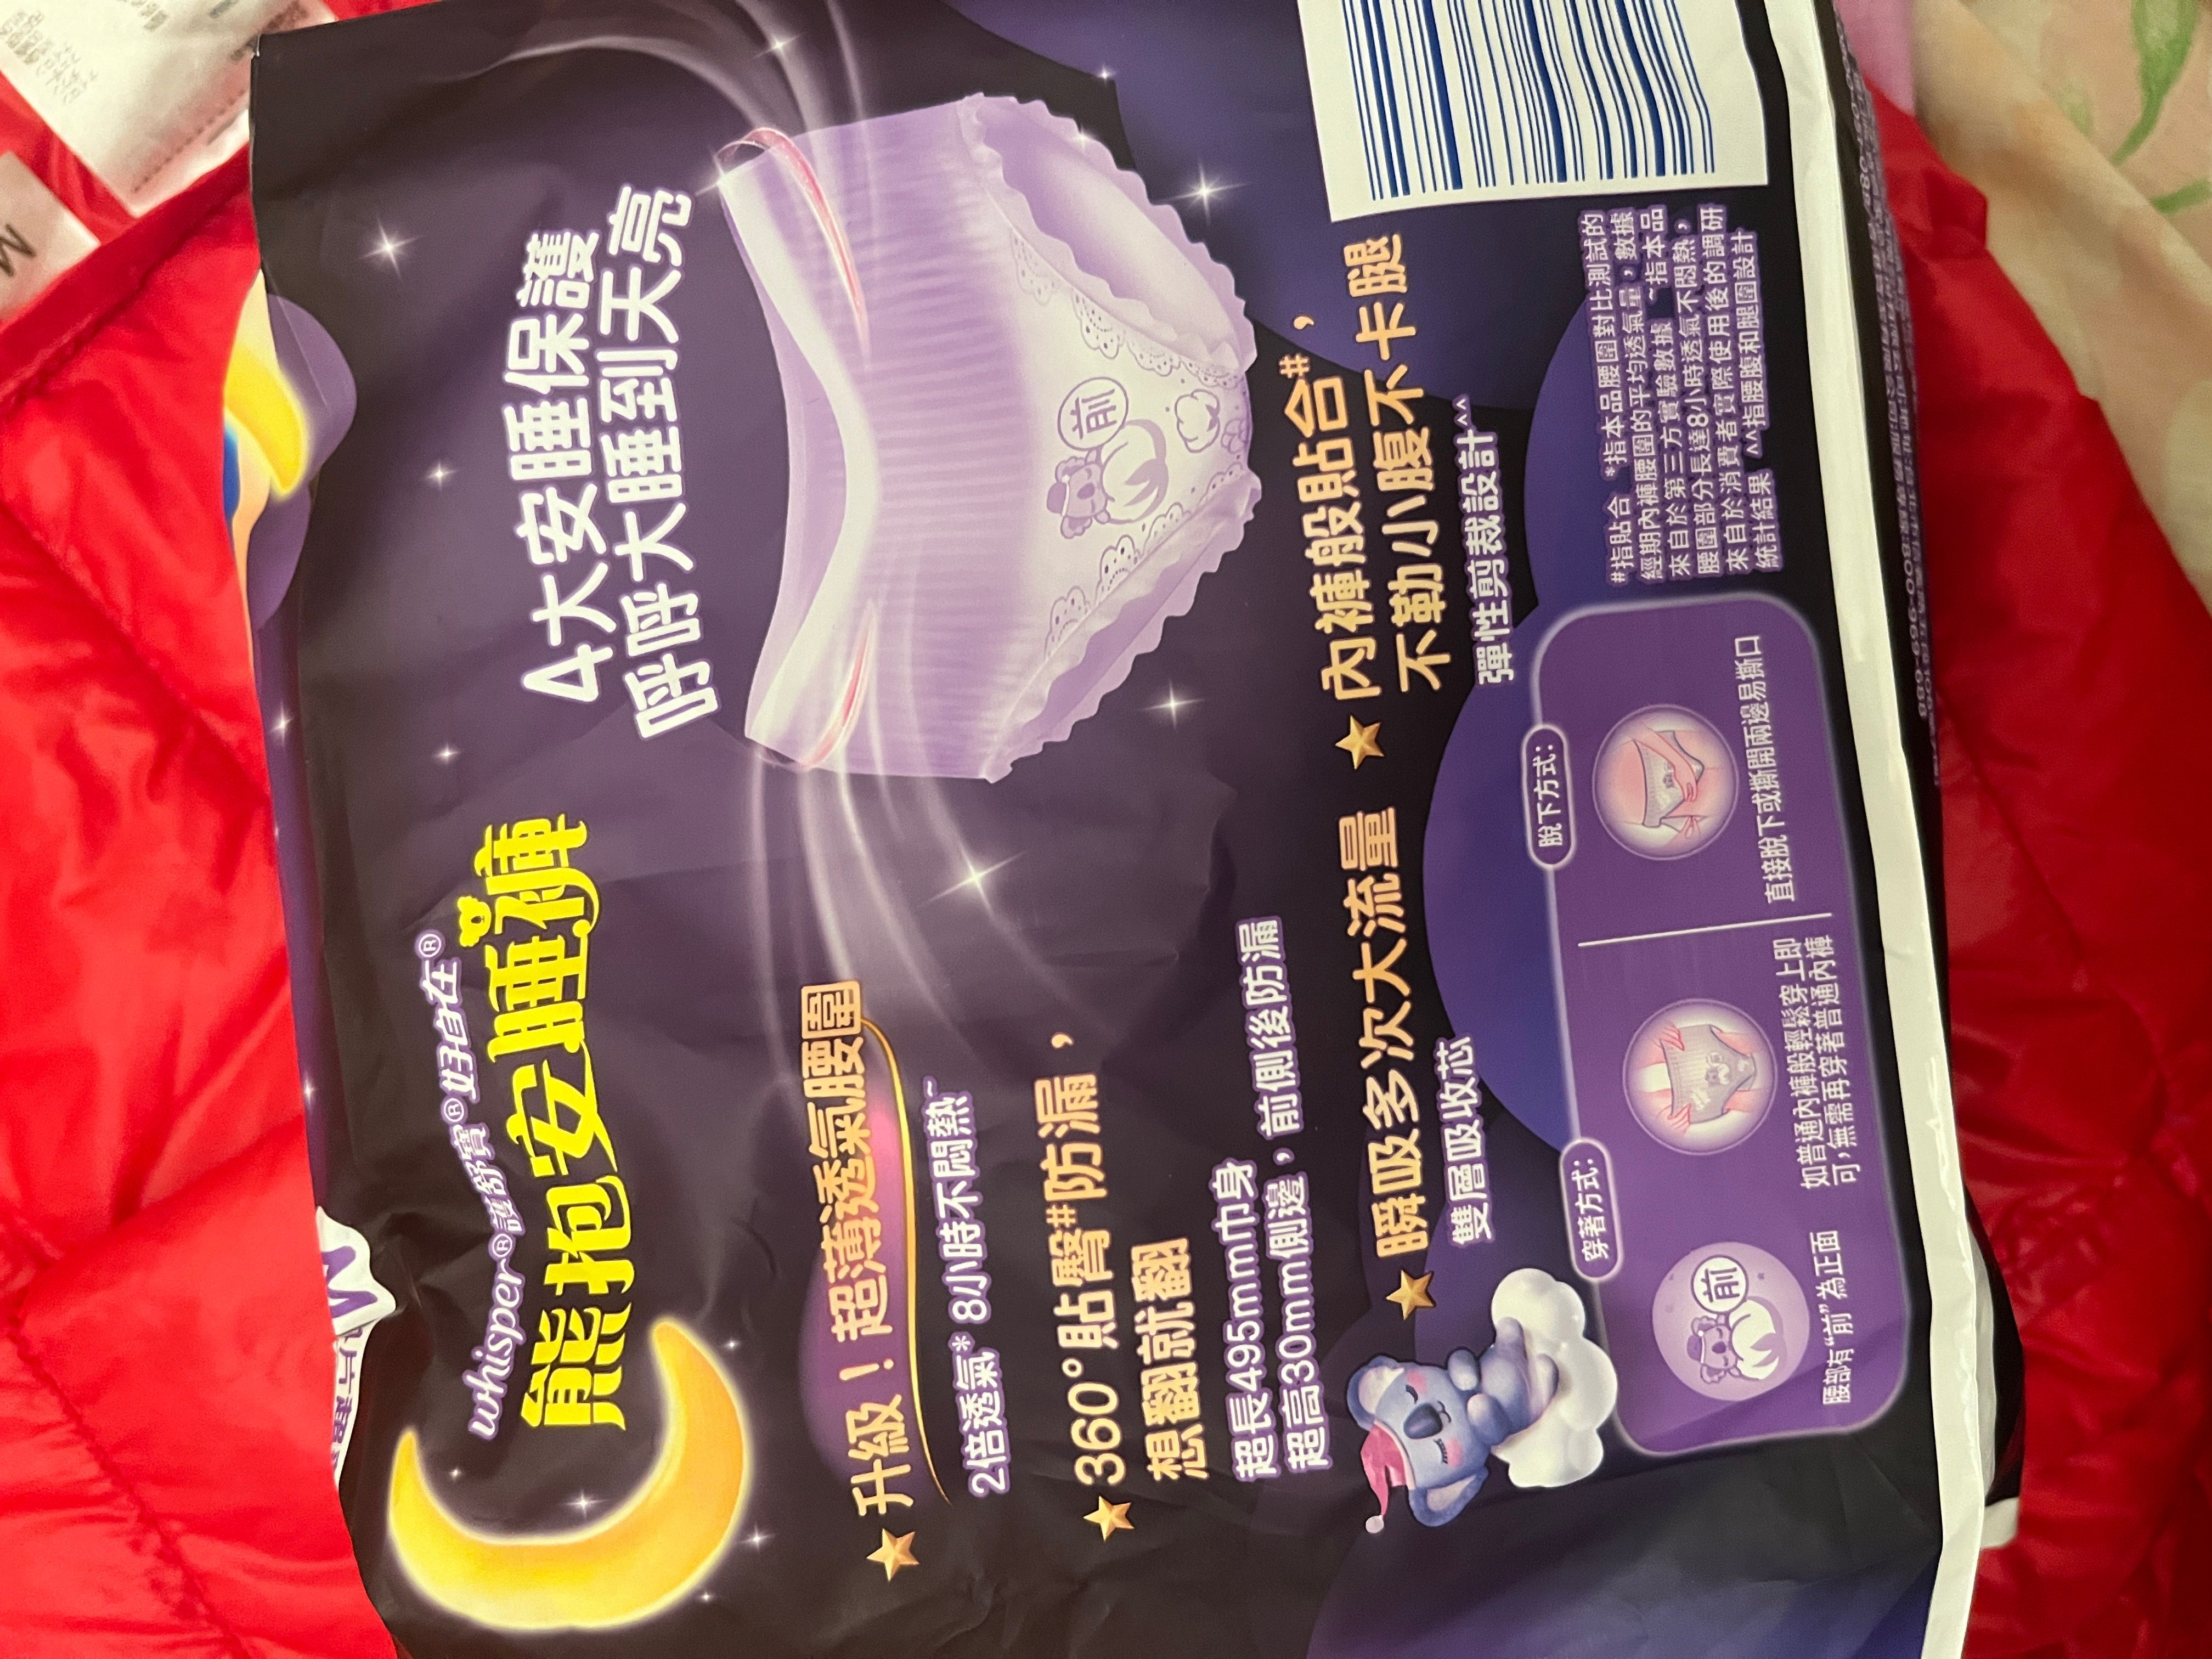 whisper®護舒寶®好自在®
熊抱安睡褲
4大安睡保護
呼呼大睡到天亮
升級！超薄透氣腰圍
2倍透氣* 8小時不悶熱~
360°貼臀#防漏，
想翻就翻
超長495mm巾身
超高30mm側邊，前側後防漏
瞬吸多次大流量
雙層吸收芯
內褲般貼合#，
不勒小腹不卡腿
彈性剪裁設計^^
前
穿著方式：
前
腰部有“前”為正面
如普通內褲般輕鬆穿上即
可，無需再穿著普通內褲
脫下方式：
直接脫下或撕開兩邊易撕口
#指貼合 *指本品腰圍對比測試的
經期內褲腰圍的平均透氣量，數據
來自於第三方實驗數據 ~指本品
腰圍部分長達8小時透氣不悶熱，
來自於消費者實際使用後的調研
統計結果 ^^指腰腹和腿圍設計
M